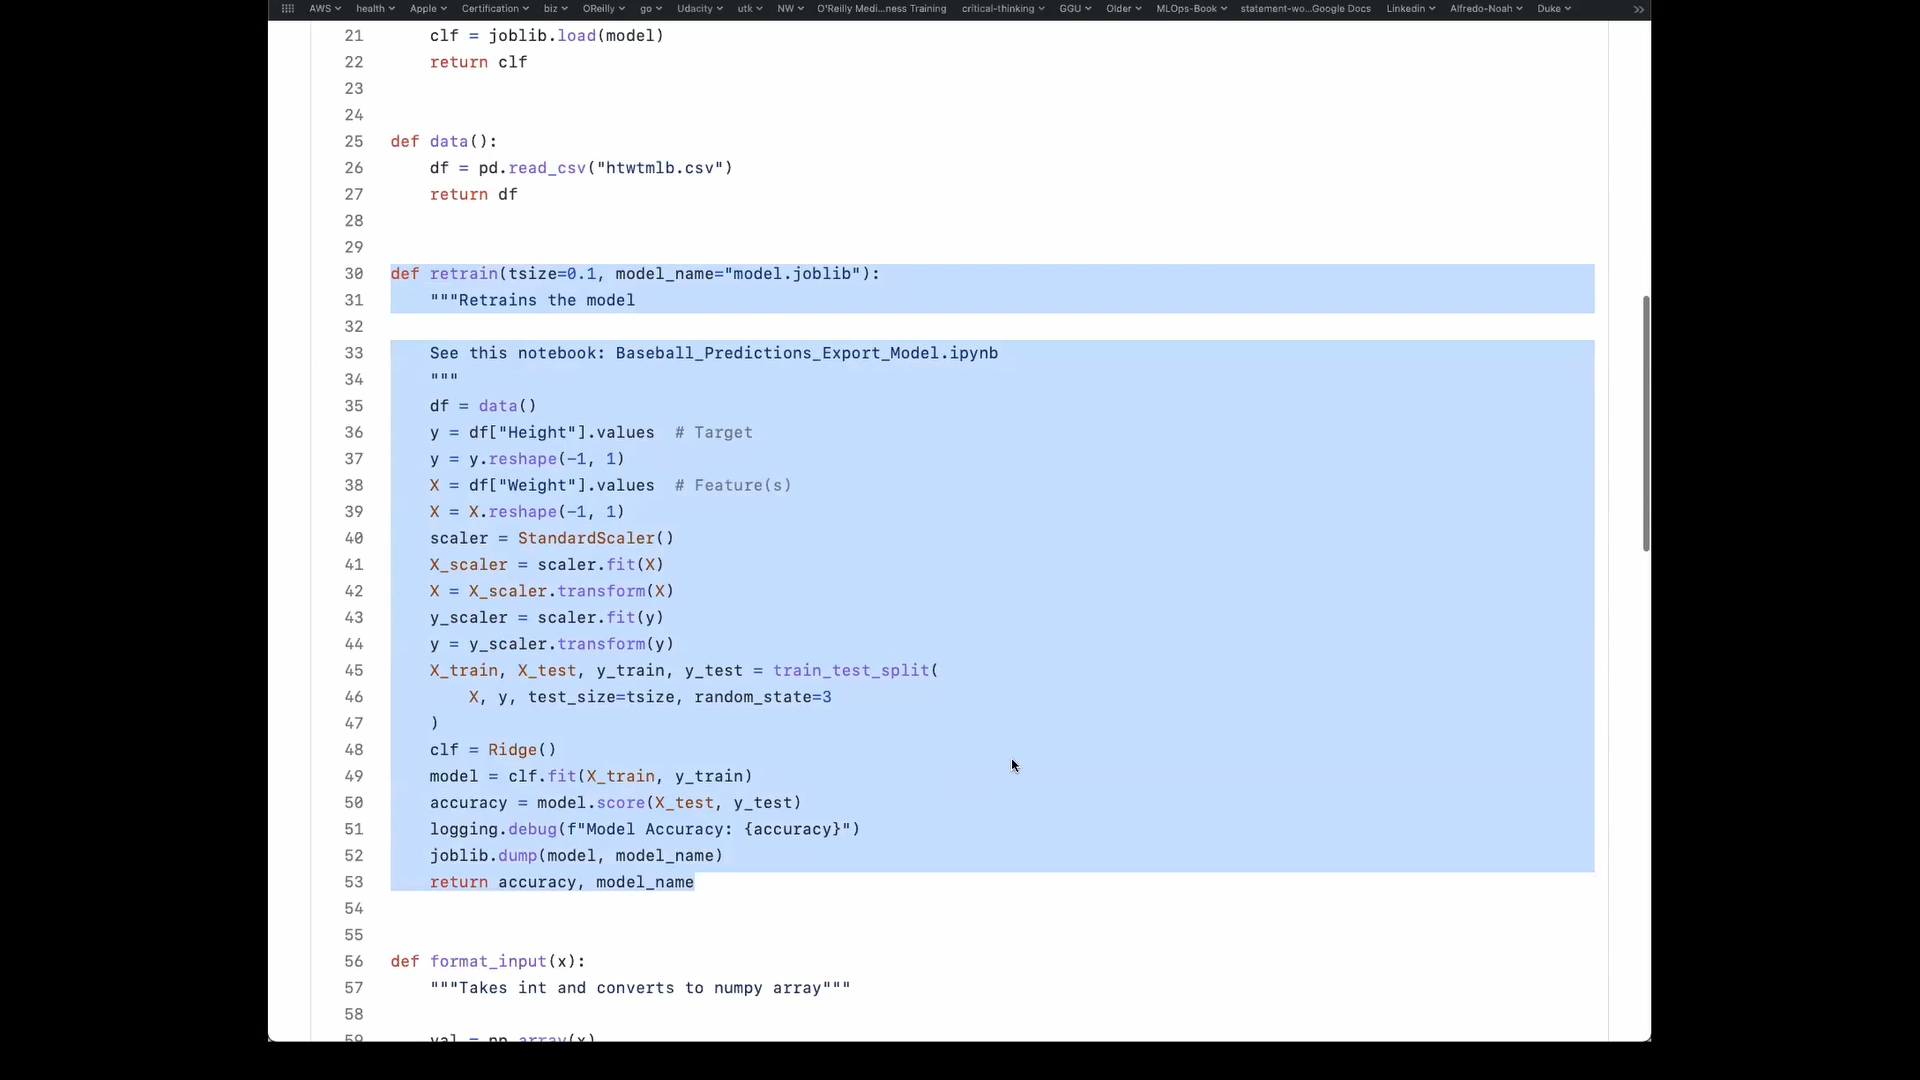 AWS health Apple Certification biz OReilly go Udacity utk NW O'Reilly Medi...ness Training critical-thinking GGU Older MLOps-Book statement-wo...Google Docs Linkedin Alfredo-Noah Duke
21 clf = joblib.load(model)
22 return clf
23
24
25 def data():
26 df = pd.read_csv("htwtmlb.csv")
27 return df
28
29
30 def retrain(tsize=0.1, model_name="model.joblib"):
31 """Retrains the model
32
33 See this notebook: Baseball_Predictions_Export_Model.ipynb
34 """
35 df = data()
36 y = df["Height"].values # Target
37 y = y.reshape(-1, 1)
38 X = df["Weight"].values # Feature(s)
39 X = X.reshape(-1, 1)
40 scaler = StandardScaler()
41 X_scaler = scaler.fit(X)
42 X = X_scaler.transform(X)
43 y_scaler = scaler.fit(y)
44 y = y_scaler.transform(y)
45 X_train, X_test, y_train, y_test = train_test_split(
46 X, y, test_size=tsize, random_state=3
47 )
48 clf = Ridge()
49 model = clf.fit(X_train, y_train)
50 accuracy = model.score(X_test, y_test)
51 logging.debug(f"Model Accuracy: {accuracy}")
52 joblib.dump(model, model_name)
53 return accuracy, model_name
54
55
56 def format_input(x):
57 """Takes int and converts to numpy array"""
58
59 val = np.array(x)